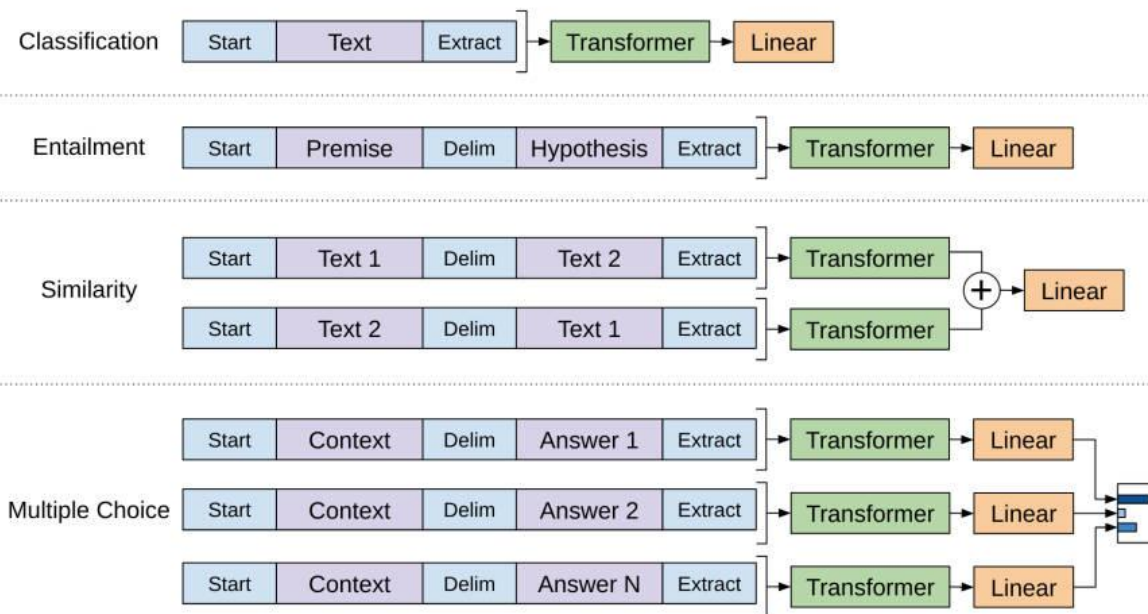 Classification Start Text Extract Transformer Linear
Entailment Start Premise Delim Hypothesis Extract Transformer Linear
Start Text 1 Delim Text 2 Extract Transformer
Similarity + Linear
Start Text 2 Delim Text 1 Extract Transformer
Start Context Delim Answer 1 Extract Transformer Linear
Multiple Choice Start Context Delim Answer 2 Extract Transformer Linear
Start Context Delim Answer N Extract Transformer Linear